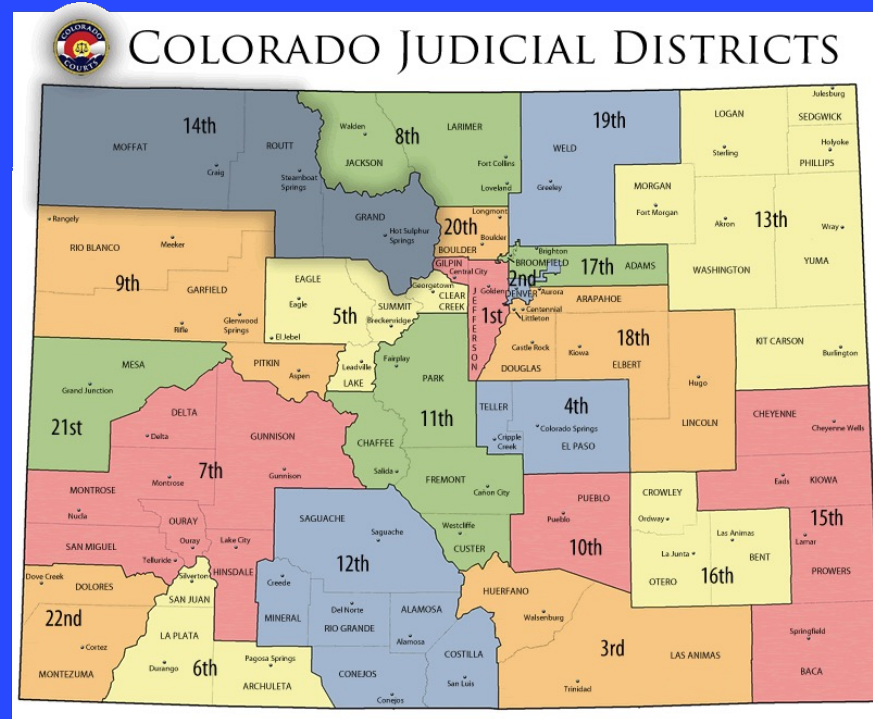 COLORADO
COURTS
COLORADO JUDICIAL DISTRICTS
14th
MOFFAT
ROUTT
Craig
Steamboat
Springs
GRAND
Hot Sulphur
Springs
8th
Walden
LARIMER
JACKSON
Fort Collins
Loveland
19th
WELD
Greeley
13th
LOGAN
Sterling
Julesburg
SEDGWICK
Holyoke
PHILLIPS
MORGAN
Fort Morgan
Akron
Wray
WASHINGTON
YUMA
KIT CARSON
Burlington
9th
Rangely
RIO BLANCO
Meeker
GARFIELD
Rifle
Glenwood
Springs
PITKIN
Aspen
20th
Longmont
Boulder
BOULDER
17th
Brighton
BROOMFIELD
ADAMS
2nd
DENVER
1st
GILPIN
Central City
Golden
JEFFERSON
5th
EAGLE
Eagle
El Jebel
SUMMIT
Breckenridge
Georgetown
CLEAR
CREEK
Leadville
LAKE
18th
Aurora
ARAPAHOE
Centennial
Littleton
Castle Rock
DOUGLAS
Kiowa
ELBERT
Hugo
LINCOLN
21st
MESA
Grand Junction
11th
Fairplay
PARK
CHAFFEE
Salida
FREMONT
Cañon City
Westcliffe
CUSTER
4th
TELLER
Cripple
Creek
Colorado Springs
EL PASO
7th
DELTA
Delta
GUNNISON
Gunnison
MONTROSE
Montrose
Nucla
OURAY
Ouray
SAN MIGUEL
Telluride
Lake City
HINSDALE
15th
CHEYENNE
Cheyenne Wells
Eads
KIOWA
Lamar
PROWERS
Springfield
BACA
10th
PUEBLO
Pueblo
16th
CROWLEY
Ordway
Las Animas
La Junta
BENT
OTERO
12th
SAGUACHE
Saguache
Creede
MINERAL
Del Norte
RIO GRANDE
ALAMOSA
Alamosa
CONEJOS
Conejos
COSTILLA
San Luis
22nd
Dove Creek
DOLORES
Cortez
MONTEZUMA
6th
Silverton
SAN JUAN
LA PLATA
Durango
Pagosa Springs
ARCHULETA
3rd
HUERFANO
Walsenburg
LAS ANIMAS
Trinidad